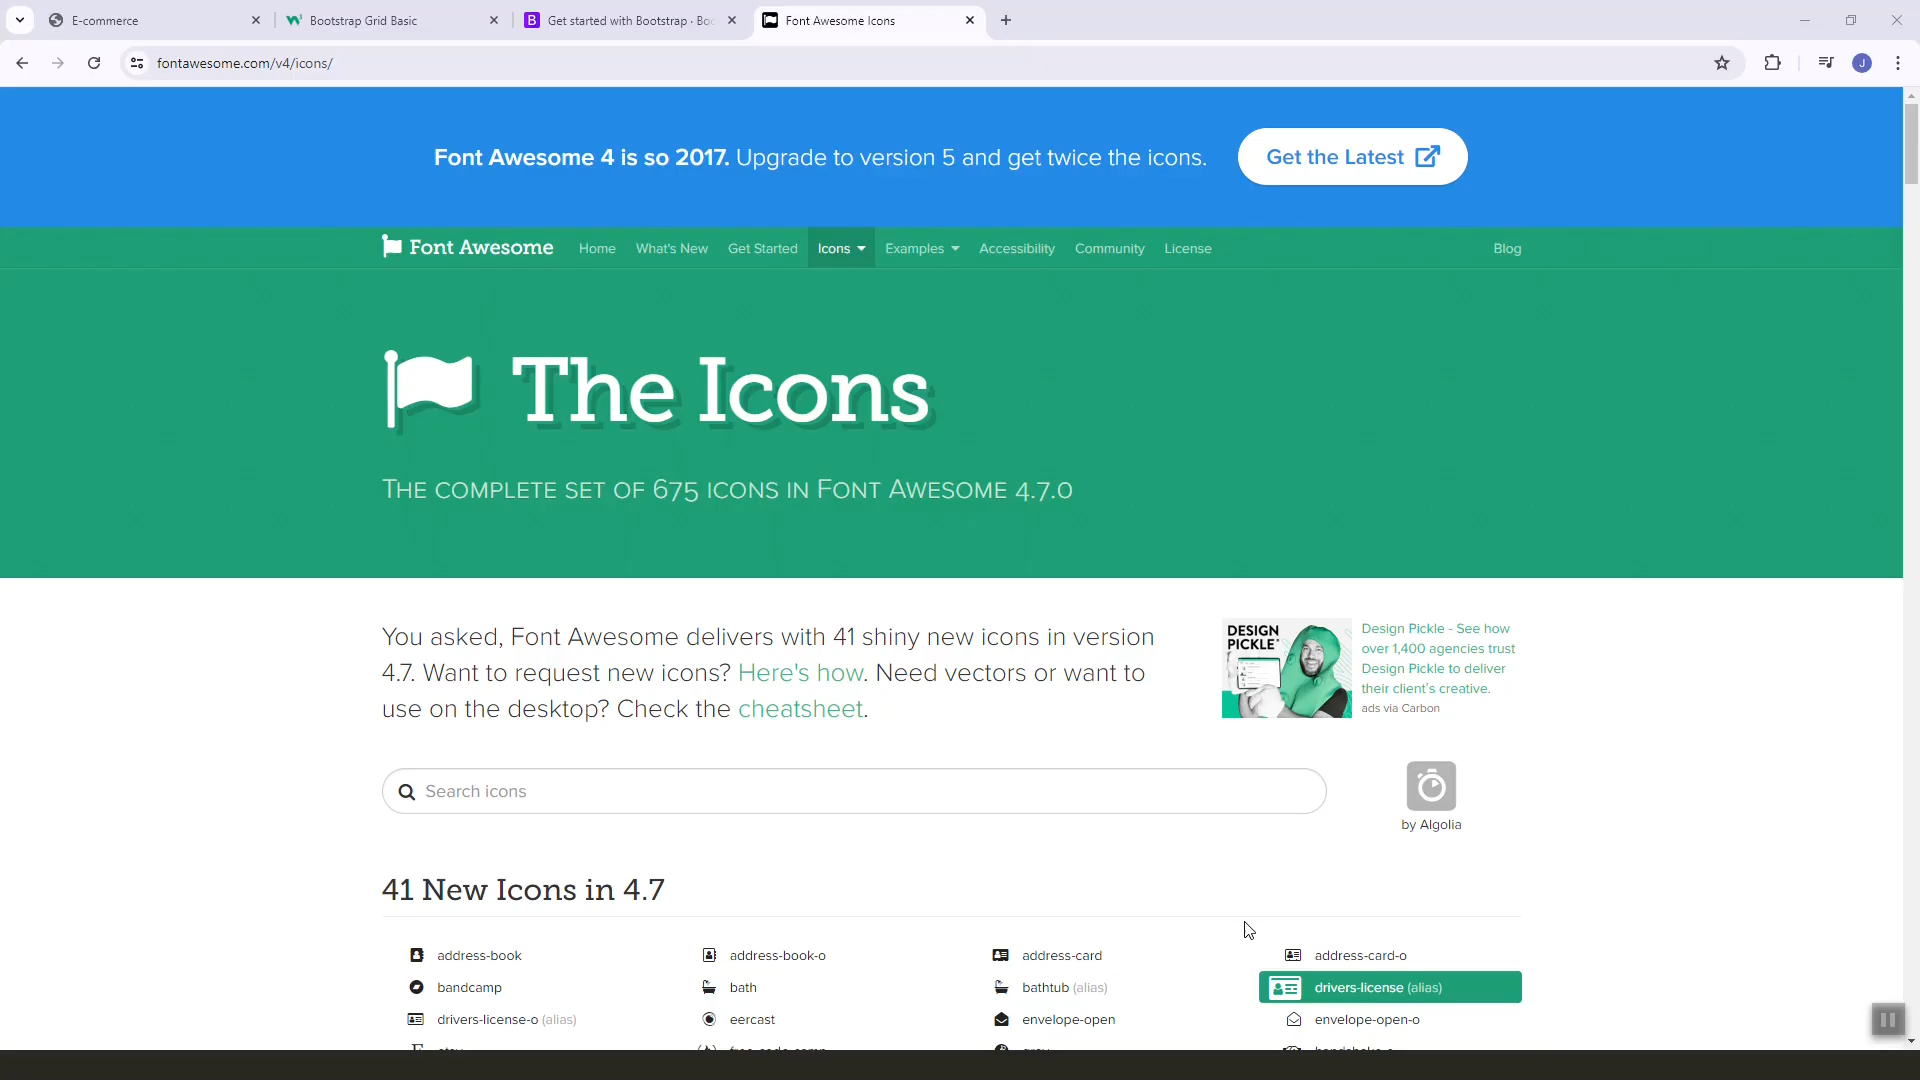 E-commerce
Bootstrap Grid Basic
Get started with Bootstrap · Boo
Font Awesome Icons
fontawesome.com/v4/icons/
J
Font Awesome 4 is so 2017. Upgrade to version 5 and get twice the icons.
Get the Latest
Font Awesome
Home
What's New
Get Started
Icons
Examples
Accessibility
Community
License
Blog
The Icons
The complete set of 675 icons in Font Awesome 4.7.0
You asked, Font Awesome delivers with 41 shiny new icons in version
4.7. Want to request new icons? Here's how. Need vectors or want to
use on the desktop? Check the cheatsheet.
DESIGN
PICKLE
Design Pickle - See how
over 1,400 agencies trust
Design Pickle to deliver
their client's creative.
ads via Carbon
Search icons
by Algolia
41 New Icons in 4.7
address-book
address-book-o
address-card
address-card-o
bandcamp
bath
bathtub (alias)
drivers-license (alias)
drivers-license-o (alias)
eercast
envelope-open
envelope-open-o